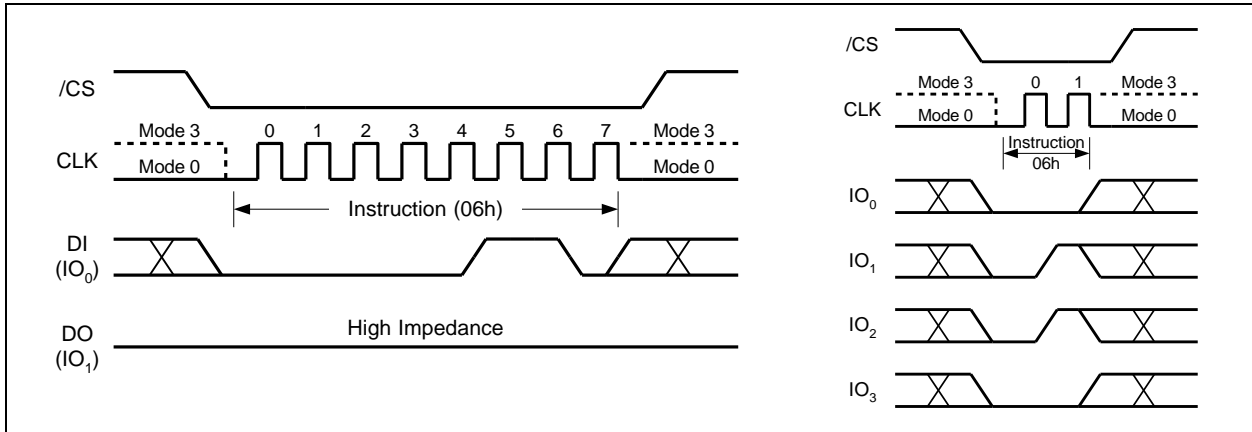 /CS
Mode 3 0 1 2 3 4 5 6 7 Mode 3
CLK Mode 0 Mode 0
Instruction (06h)
DI
(IO0)
DO
(IO1)
High Impedance
/CS
Mode 3 0 1 Mode 3
CLK Mode 0 Mode 0
Instruction
06h
IO0
IO1
IO2
IO3